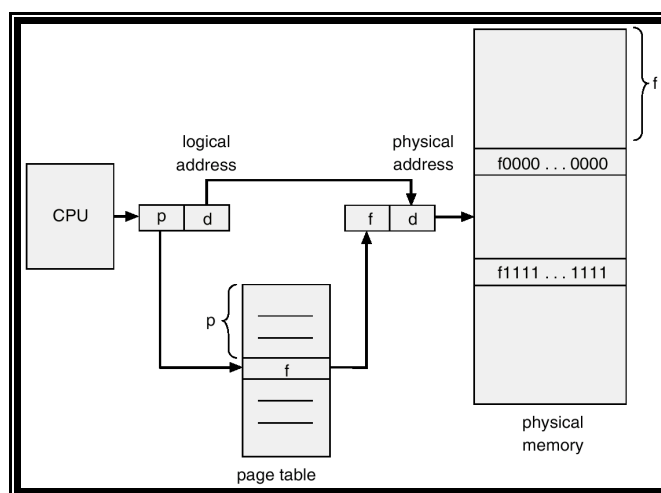 f
logical
address
physical
address
f0000 . . . 0000
CPU
p d
f d
f1111 . . . 1111
p
f
physical
memory
page table